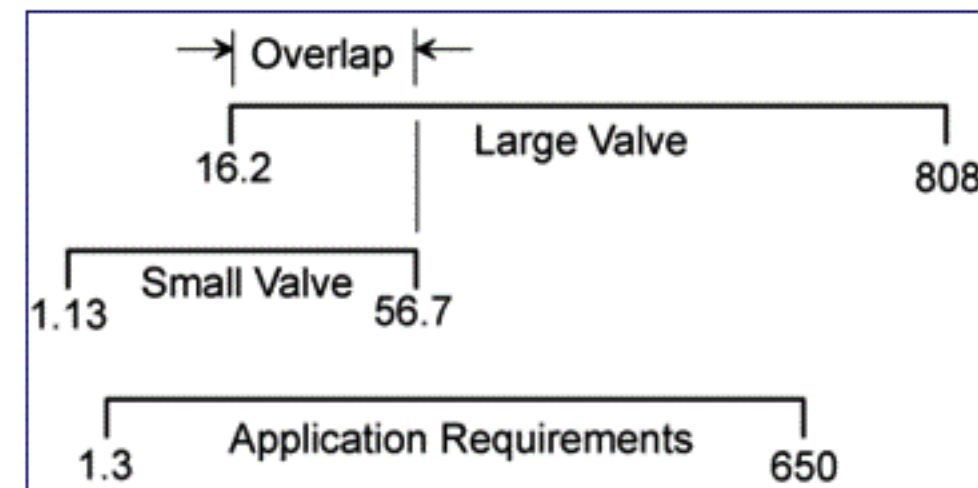 Overlap
Large Valve
16.2
808
Small Valve
1.13
56.7
Application Requirements
1.3
650